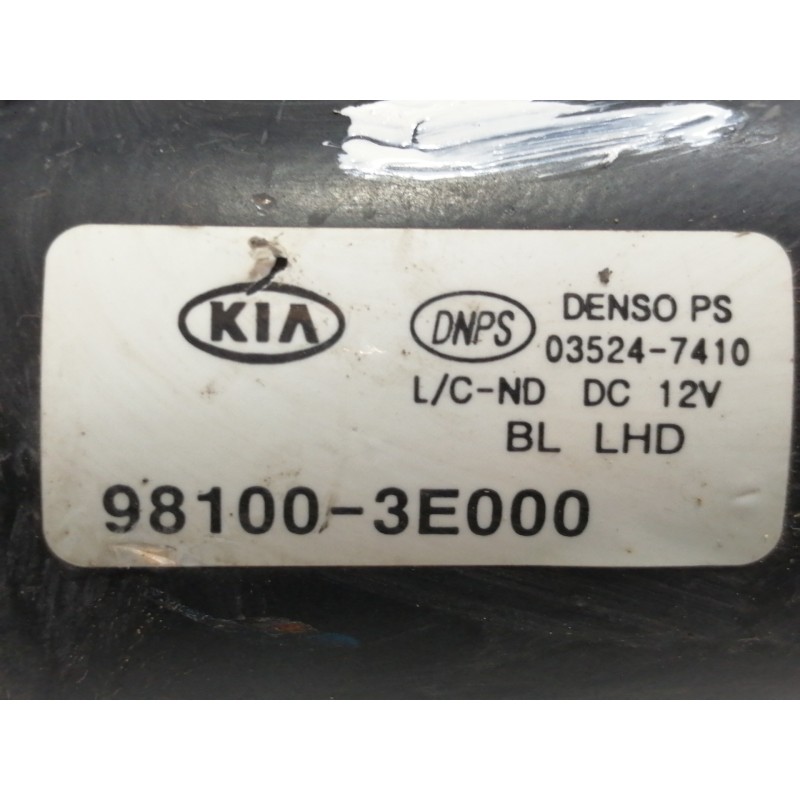 KIA
DNPS
DENSO PS
03524-7410
L/C-ND DC 12V
BL LHD
98100-3E000